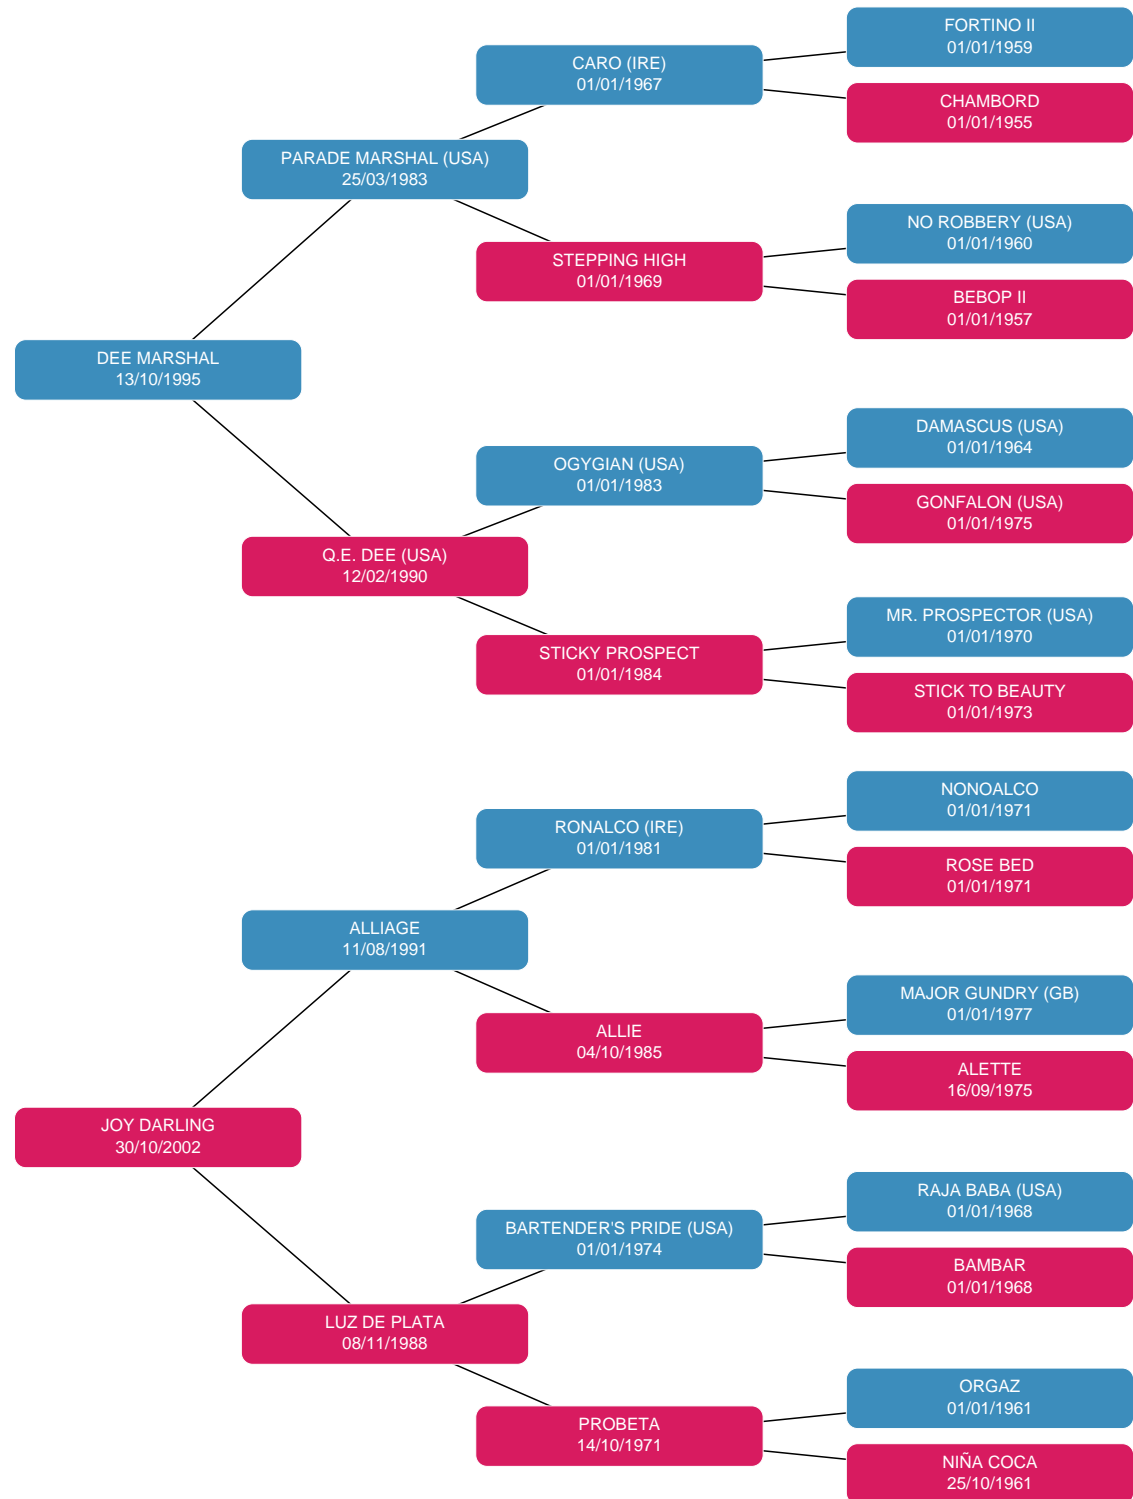 FORTINO II
01/01/1959
CARO (IRE)
01/01/1967
CHAMBORD
01/01/1955
PARADE MARSHAL (USA)
25/03/1983
NO ROBBERY (USA)
01/01/1960
STEPPING HIGH
01/01/1969
BEBOP II
01/01/1957
DEE MARSHAL
13/10/1995
DAMASCUS (USA)
01/01/1964
OGYGIAN (USA)
01/01/1983
GONFALON (USA)
01/01/1975
Q.E. DEE (USA)
12/02/1990
MR. PROSPECTOR (USA)
01/01/1970
STICKY PROSPECT
01/01/1984
STICK TO BEAUTY
01/01/1973
NONOALCO
01/01/1971
RONALCO (IRE)
01/01/1981
ROSE BED
01/01/1971
ALLIAGE
11/08/1991
MAJOR GUNDRY (GB)
01/01/1977
ALLIE
04/10/1985
ALETTE
16/09/1975
JOY DARLING
30/10/2002
RAJA BABA (USA)
01/01/1968
BARTENDER'S PRIDE (USA)
01/01/1974
BAMBAR
01/01/1968
LUZ DE PLATA
08/11/1988
ORGAZ
01/01/1961
PROBETA
14/10/1971
NIÑA COCA
25/10/1961